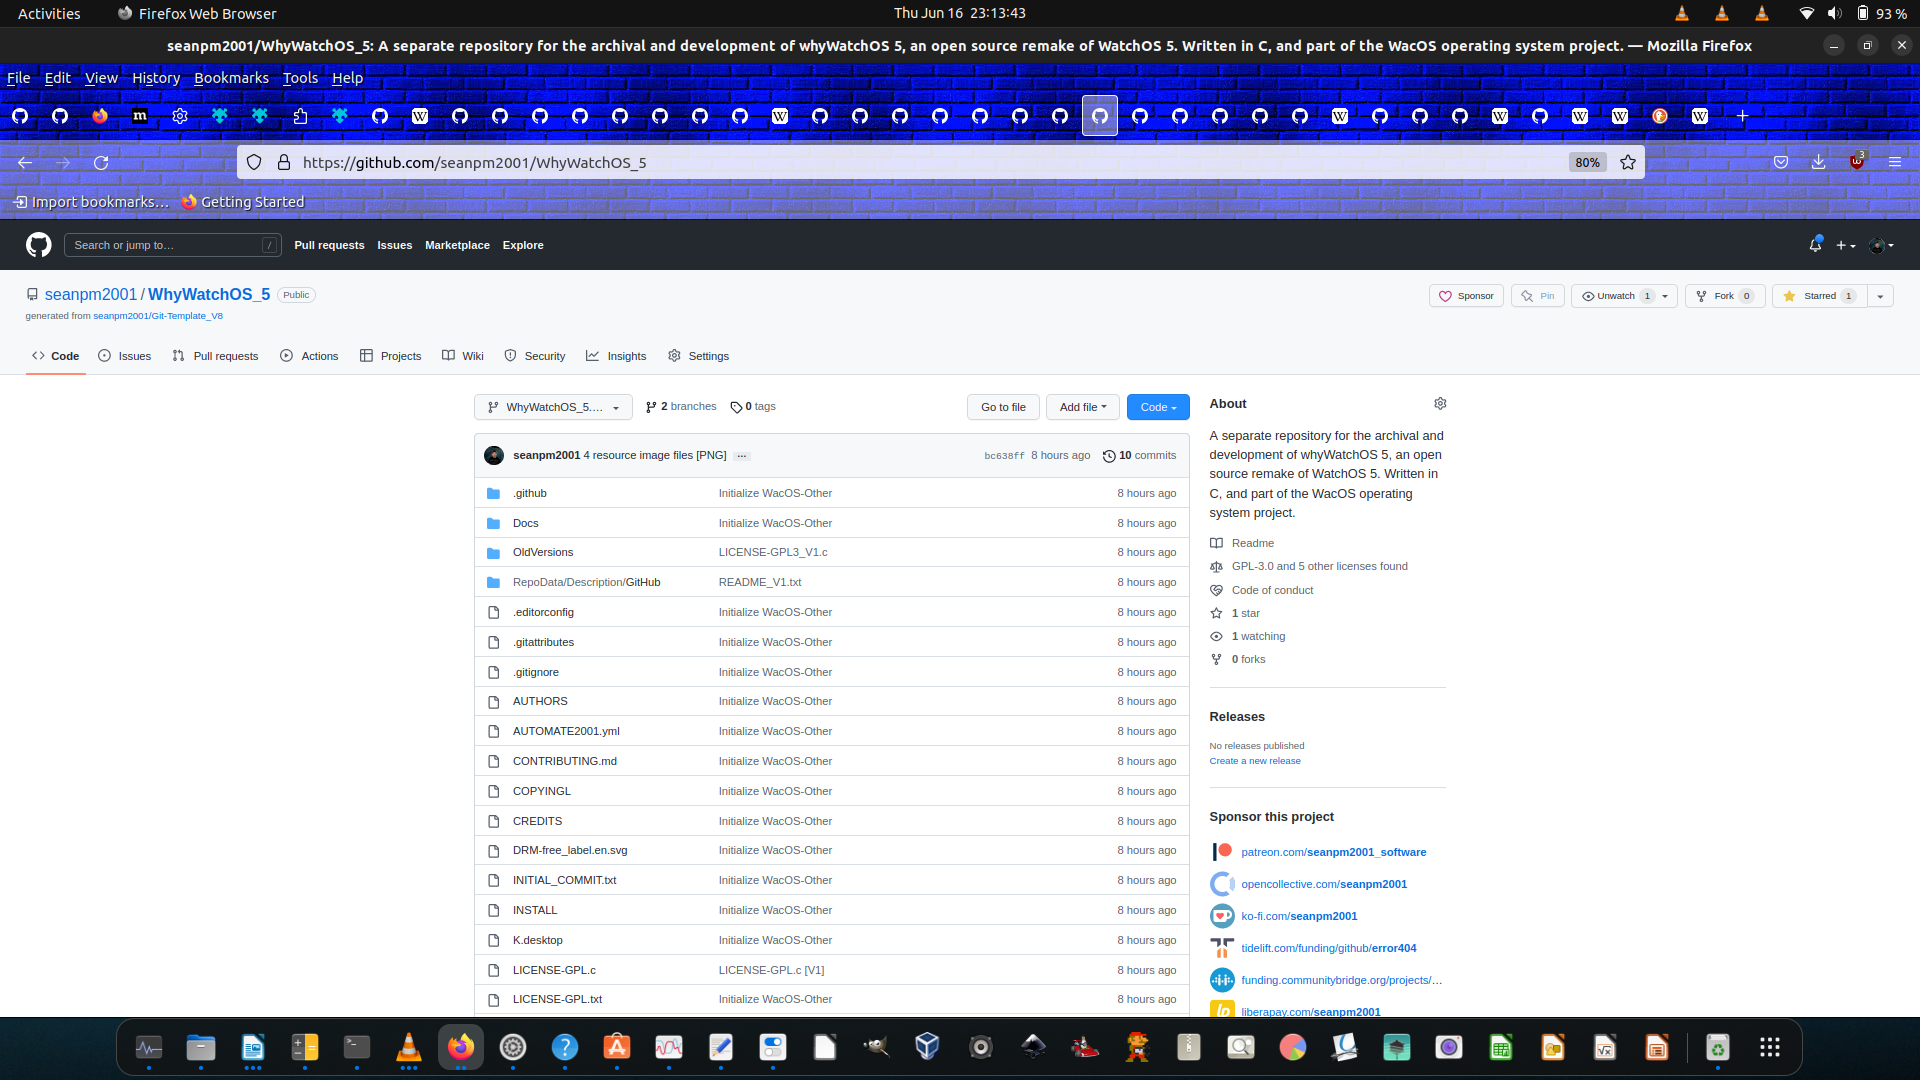 Activities
Firefox Web Browser
Thu Jun 16 23:13:43
93 %
seanpm2001/WhyWatchOS_5: A separate repository for the archival and development of whyWatchOS 5, an open source remake of WatchOS 5. Written in C, and part of the WacOS operating system project. — Mozilla Firefox
File Edit View History Bookmarks Tools Help
https://github.com/seanpm2001/WhyWatchOS_5
80%
3
Import bookmarks…
Getting Started
Search or jump to…
/
Pull requests
Issues
Marketplace
Explore
seanpm2001 / WhyWatchOS_5
Public
Sponsor
Pin
Unwatch 1
Fork 0
Starred 1
generated from seanpm2001/Git-Template_V8
Code
Issues
Pull requests
Actions
Projects
Wiki
Security
Insights
Settings
WhyWatchOS_5.…
2 branches
0 tags
Go to file
Add file
Code
seanpm2001 4 resource image files [PNG] …
bc638ff 8 hours ago
10 commits
.github Initialize WacOS-Other 8 hours ago
Docs Initialize WacOS-Other 8 hours ago
OldVersions LICENSE-GPL3_V1.c 8 hours ago
RepoData/Description/GitHub README_V1.txt 8 hours ago
.editorconfig Initialize WacOS-Other 8 hours ago
.gitattributes Initialize WacOS-Other 8 hours ago
.gitignore Initialize WacOS-Other 8 hours ago
AUTHORS Initialize WacOS-Other 8 hours ago
AUTOMATE2001.yml Initialize WacOS-Other 8 hours ago
CONTRIBUTING.md Initialize WacOS-Other 8 hours ago
COPYINGL Initialize WacOS-Other 8 hours ago
CREDITS Initialize WacOS-Other 8 hours ago
DRM-free_label.en.svg Initialize WacOS-Other 8 hours ago
INITIAL_COMMIT.txt Initialize WacOS-Other 8 hours ago
INSTALL Initialize WacOS-Other 8 hours ago
K.desktop Initialize WacOS-Other 8 hours ago
LICENSE-GPL.c LICENSE-GPL.c [V1] 8 hours ago
LICENSE-GPL.txt Initialize WacOS-Other 8 hours ago
About
A separate repository for the archival and
development of whyWatchOS 5, an open
source remake of WatchOS 5. Written in
C, and part of the WacOS operating
system project.
Readme
GPL-3.0 and 5 other licenses found
Code of conduct
1 star
1 watching
0 forks
Releases
No releases published
Create a new release
Sponsor this project
patreon.com/seanpm2001_software
opencollective.com/seanpm2001
ko-fi.com/seanpm2001
tidelift.com/funding/github/error404
funding.communitybridge.org/projects/…
liberapay.com/seanpm2001